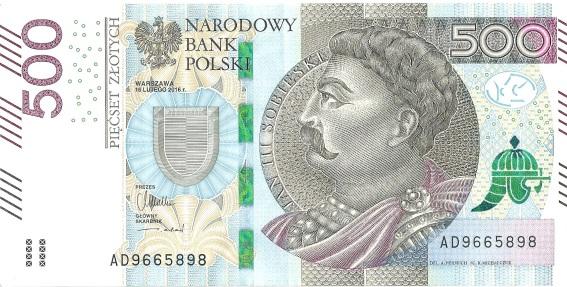 500
PIĘĆSET ZŁOTYCH
NARODOWY
BANK
POLSKI
WARSZAWA
16 LUTEGO 2016 r.
PREZES
GŁÓWNY
SKARBNIK
AD9665898
JAN III SOBIESKI
500
AD9665898